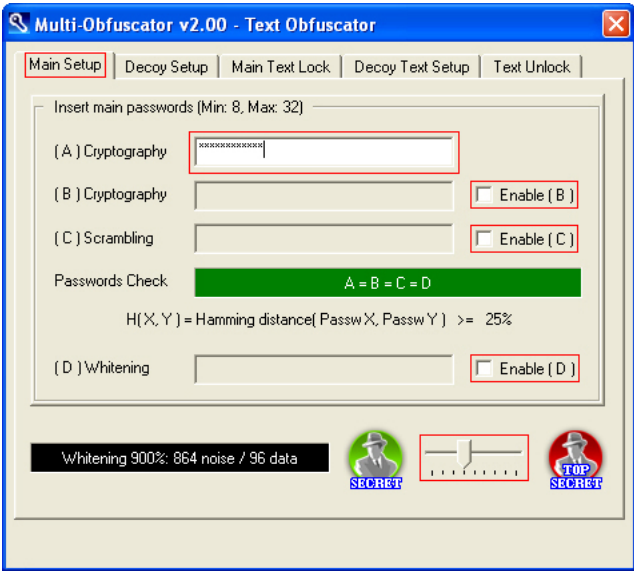 Multi-Obfuscator v2.00 - Text Obfuscator
Main Setup Decoy Setup Main Text Lock Decoy Text Setup Text Unlock
Insert main passwords (Min: 8, Max: 32)
( A ) Cryptography ************
( B ) Cryptography Enable ( B )
( C ) Scrambling Enable ( C )
Passwords Check A = B = C = D
H( X, Y ) = Hamming distance( Passw X, Passw Y ) >= 25%
( D ) Whitening Enable ( D )
Whitening 900%: 864 noise / 96 data
SECRET
TOP
SECRET